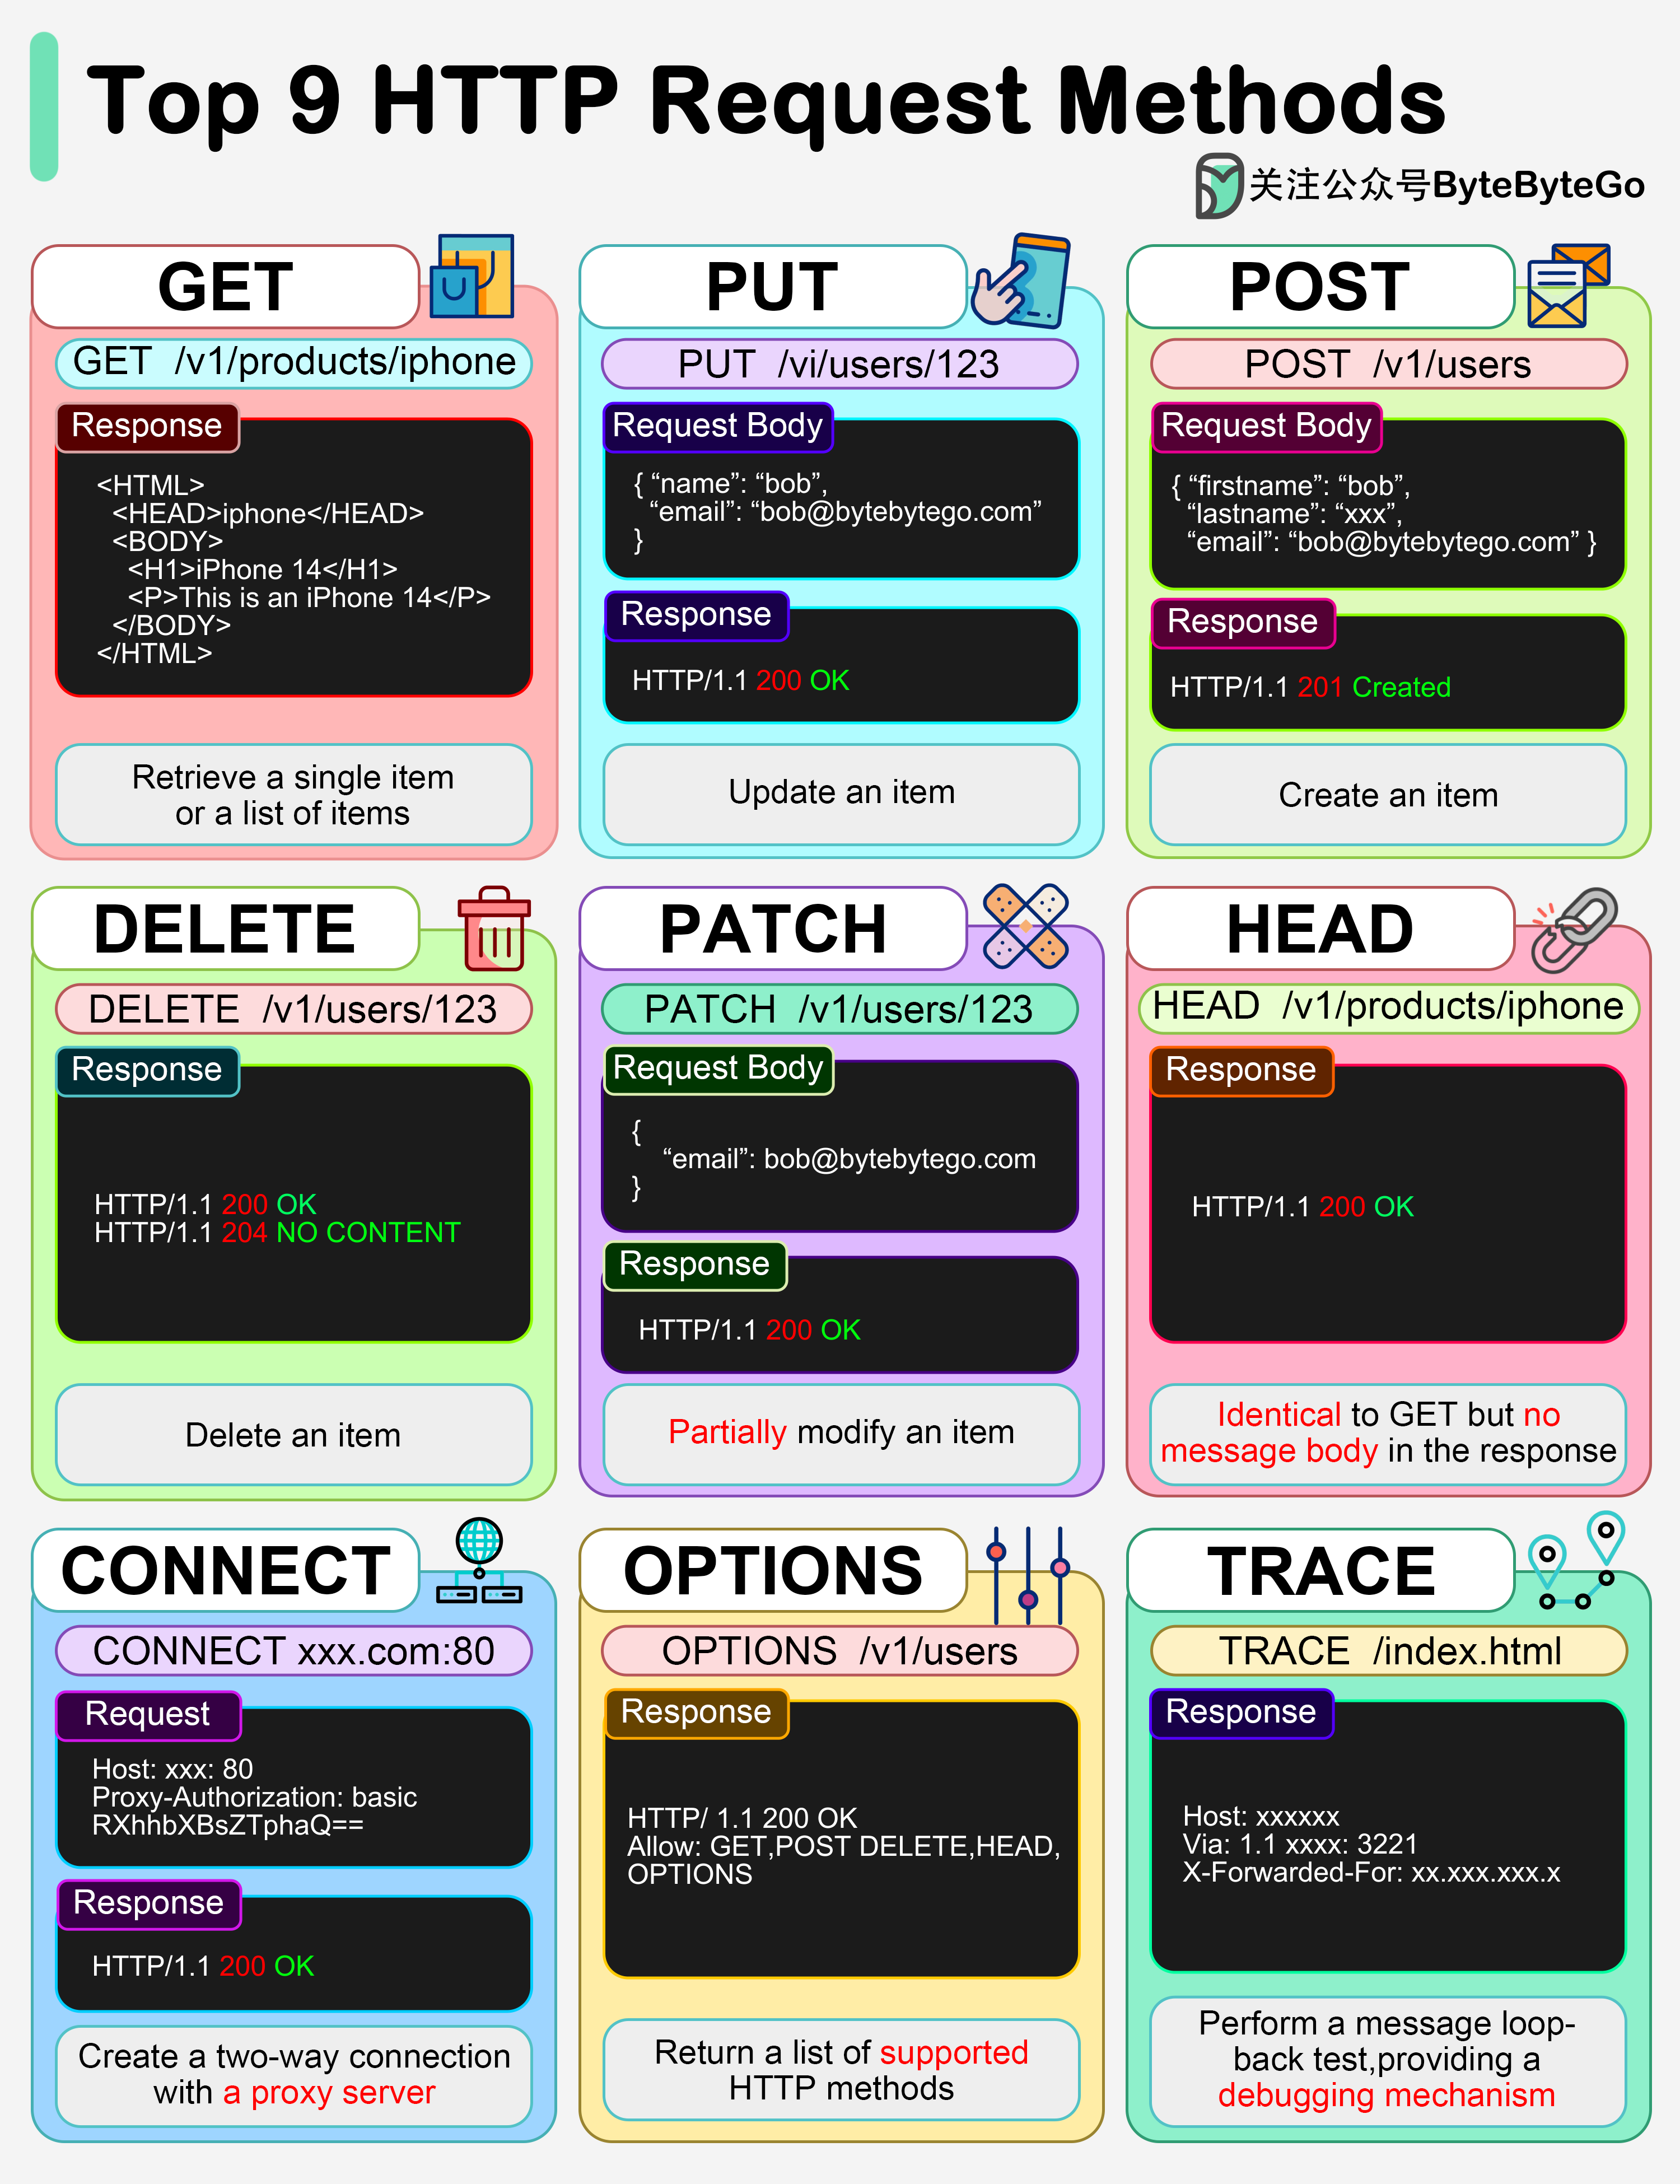 Top 9 HTTP Request Methods
关注公众号ByteByteGo
GET
GET /v1/products/iphone
Response
<HTML>
<HEAD>iphone</HEAD>
<BODY>
<H1>iPhone 14</H1>
<P>This is an iPhone 14</P>
</BODY>
</HTML>
Retrieve a single item
or a list of items
PUT
PUT /vi/users/123
Request Body
{ “name”: “bob”,
“email”: “bob@bytebytego.com”
}
Response
HTTP/1.1 200 OK
Update an item
POST
POST /v1/users
Request Body
{ “firstname”: “bob”,
“lastname”: “xxx”,
“email”: “bob@bytebytego.com” }
Response
HTTP/1.1 201 Created
Create an item
DELETE
DELETE /v1/users/123
Response
HTTP/1.1 200 OK
HTTP/1.1 204 NO CONTENT
Delete an item
PATCH
PATCH /v1/users/123
Request Body
{
“email”: bob@bytebytego.com
}
Response
HTTP/1.1 200 OK
Partially modify an item
HEAD
HEAD /v1/products/iphone
Response
HTTP/1.1 200 OK
Identical to GET but no
message body in the response
CONNECT
CONNECT xxx.com:80
Request
Host: xxx: 80
Proxy-Authorization: basic
RXhhbXBsZTphaQ==
Response
HTTP/1.1 200 OK
Create a two-way connection
with a proxy server
OPTIONS
OPTIONS /v1/users
Response
HTTP/ 1.1 200 OK
Allow: GET,POST DELETE,HEAD,
OPTIONS
Return a list of supported
HTTP methods
TRACE
TRACE /index.html
Response
Host: xxxxxx
Via: 1.1 xxxx: 3221
X-Forwarded-For: xx.xxx.xxx.x
Perform a message loop-
back test,providing a
debugging mechanism